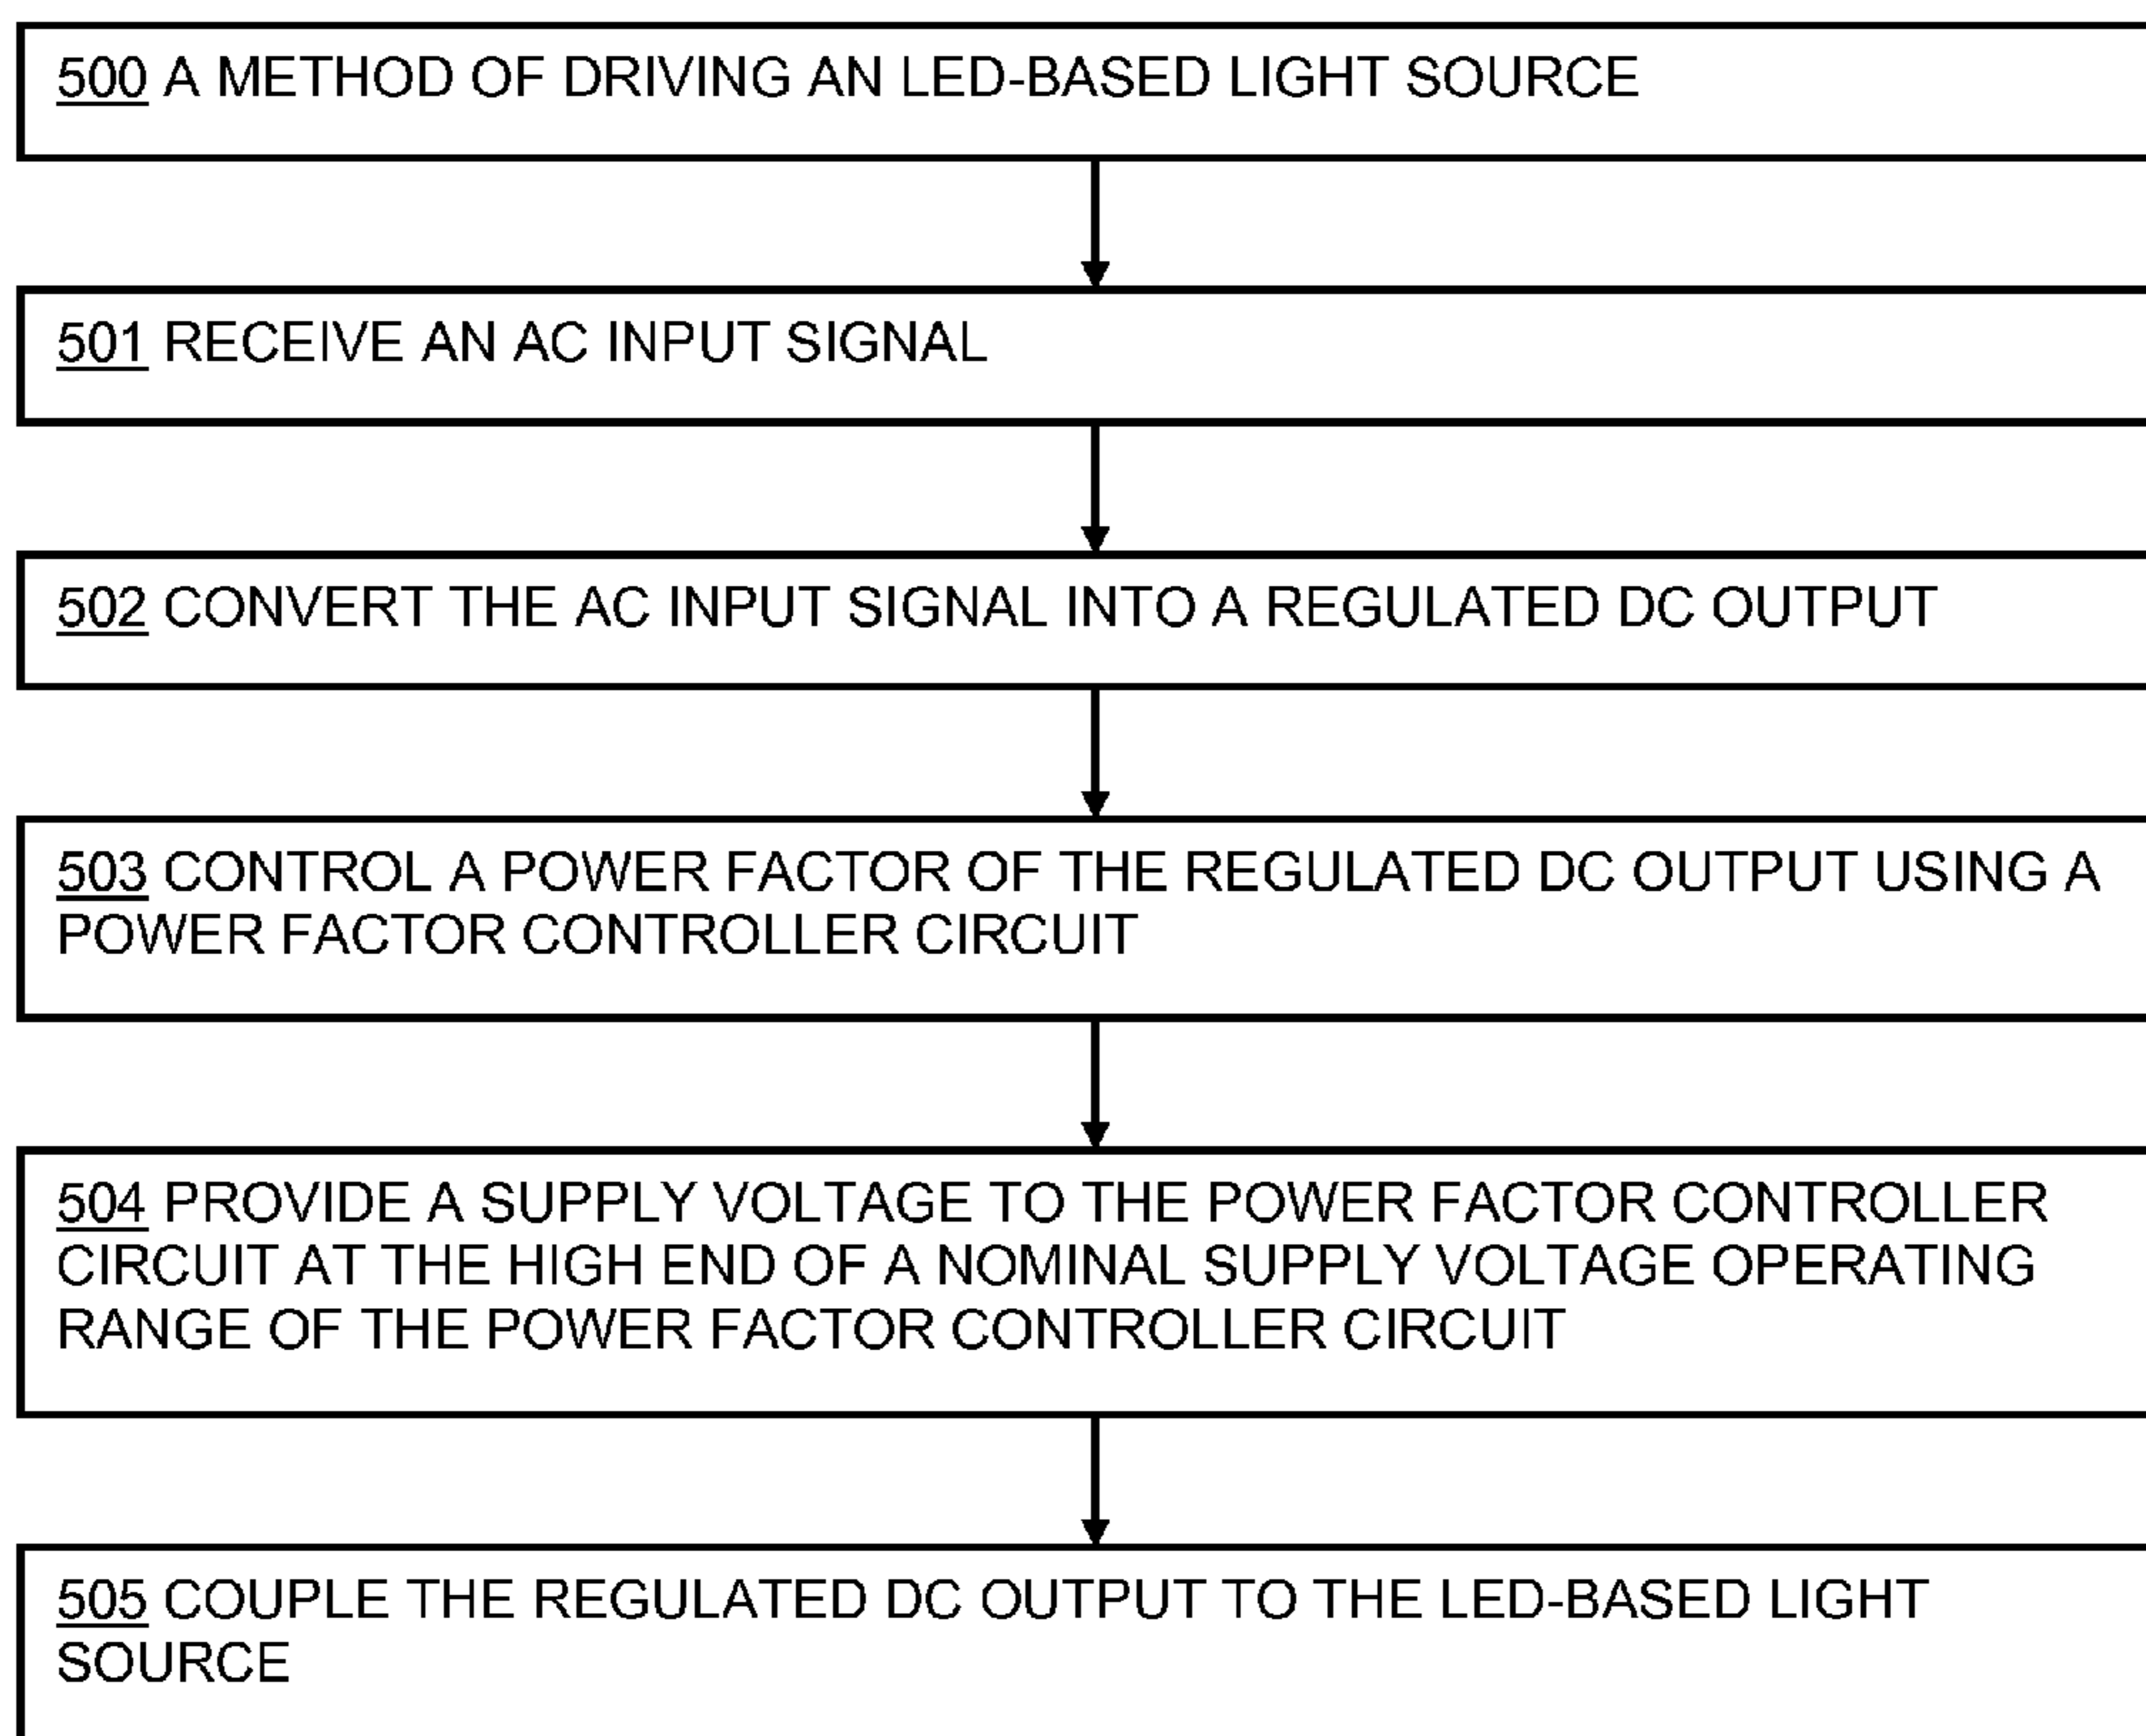 500 A METHOD OF DRIVING AN LED-BASED LIGHT SOURCE
501 RECEIVE AN AC INPUT SIGNAL
502 CONVERT THE AC INPUT SIGNAL INTO A REGULATED DC OUTPUT
503 CONTROL A POWER FACTOR OF THE REGULATED DC OUTPUT USING A
POWER FACTOR CONTROLLER CIRCUIT
504 PROVIDE A SUPPLY VOLTAGE TO THE POWER FACTOR CONTROLLER
CIRCUIT AT THE HIGH END OF A NOMINAL SUPPLY VOLTAGE OPERATING
RANGE OF THE POWER FACTOR CONTROLLER CIRCUIT
505 COUPLE THE REGULATED DC OUTPUT TO THE LED-BASED LIGHT
SOURCE